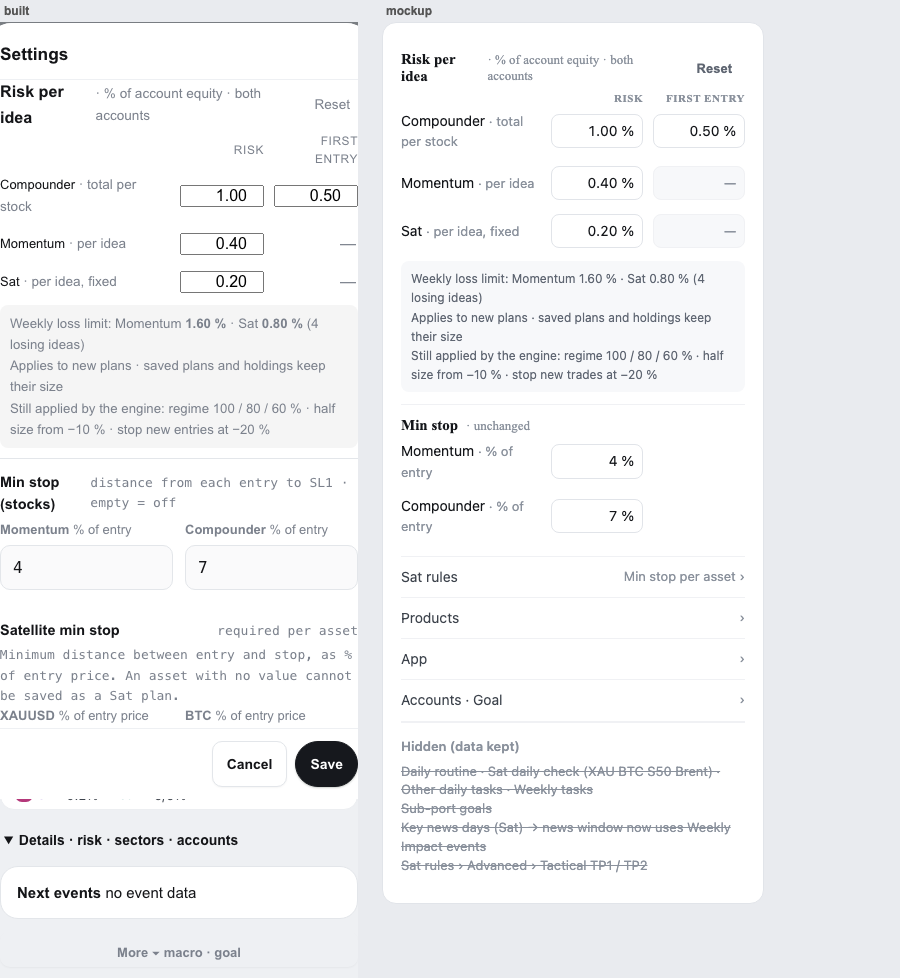 built
Settings
Risk per idea · % of account equity · both accounts Reset
RISK FIRST ENTRY
Compounder · total per stock 1.00 0.50
Momentum · per idea 0.40 —
Sat · per idea, fixed 0.20 —
Weekly loss limit: Momentum 1.60 % · Sat 0.80 % (4
losing ideas)
Applies to new plans · saved plans and holdings keep
their size
Still applied by the engine: regime 100 / 80 / 60 % · half
size from −10 % · stop new entries at −20 %
Min stop (stocks) distance from each entry to SL1 · empty = off
Momentum % of entry Compounder % of entry
4 7
Satellite min stop required per asset
Minimum distance between entry and stop, as %
of entry price. An asset with no value cannot
be saved as a Sat plan.
XAUUSD % of entry price BTC % of entry price
Cancel Save
▼ Details · risk · sectors · accounts
Next events no event data
More ▾ macro · goal
mockup
Risk per idea · % of account equity · both accounts Reset
RISK FIRST ENTRY
Compounder · total per stock 1.00 % 0.50 %
Momentum · per idea 0.40 % —
Sat · per idea, fixed 0.20 % —
Weekly loss limit: Momentum 1.60 % · Sat 0.80 % (4
losing ideas)
Applies to new plans · saved plans and holdings keep
their size
Still applied by the engine: regime 100 / 80 / 60 % · half
size from −10 % · stop new trades at −20 %
Min stop · unchanged
Momentum · % of entry 4 %
Compounder · % of entry 7 %
Sat rules Min stop per asset ›
Products ›
App ›
Accounts · Goal ›
Hidden (data kept)
Daily routine · Sat daily check (XAU BTC S50 Brent) ·
Other daily tasks · Weekly tasks
Sub-port goals
Key news days (Sat) → news window now uses Weekly
Impact events
Sat rules › Advanced › Tactical TP1 / TP2